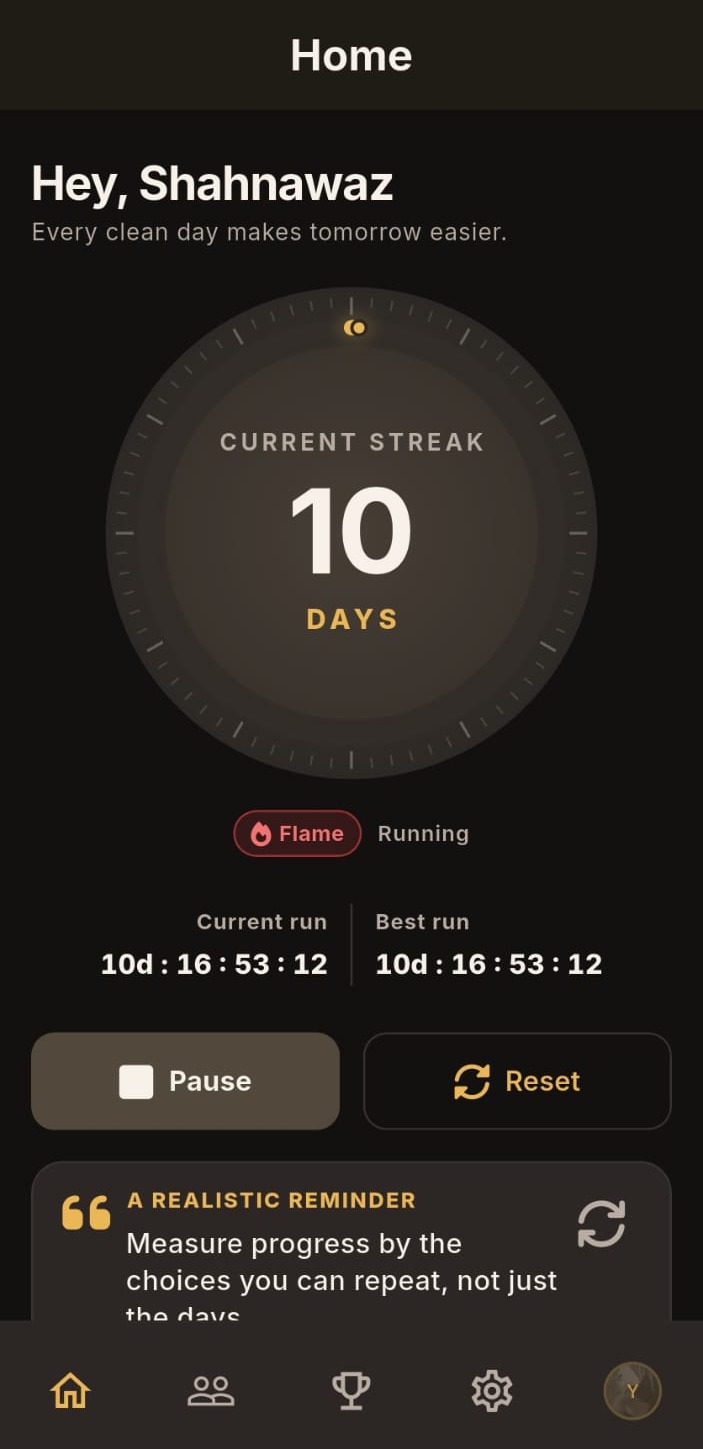 Home
Hey, Shahnawaz
Every clean day makes tomorrow easier.
CURRENT STREAK
10
DAYS
Flame Running
Current run
10d : 16 : 53 : 12
Best run
10d : 16 : 53 : 12
Pause
Reset
A REALISTIC REMINDER
Measure progress by the
choices you can repeat, not just
the days
Y